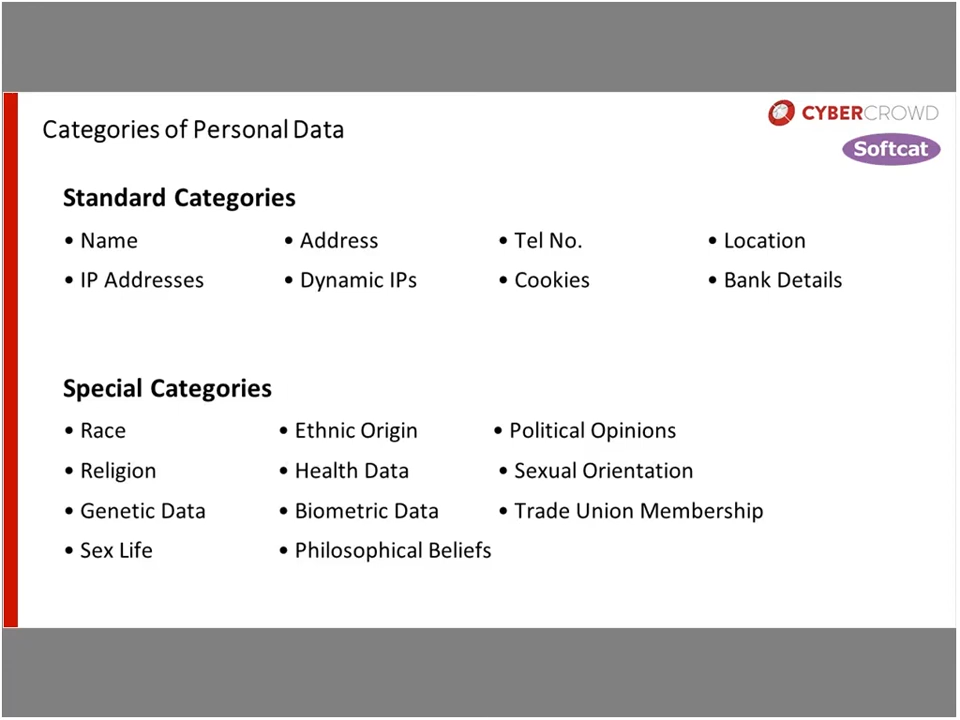 CYBERCROWD
Categories of Personal Data
Softcat
Standard Categories
• Name • Address • Tel No. • Location
• IP Addresses • Dynamic IPs • Cookies • Bank Details
Special Categories
• Race • Ethnic Origin • Political Opinions
• Religion • Health Data • Sexual Orientation
• Genetic Data • Biometric Data • Trade Union Membership
• Sex Life • Philosophical Beliefs